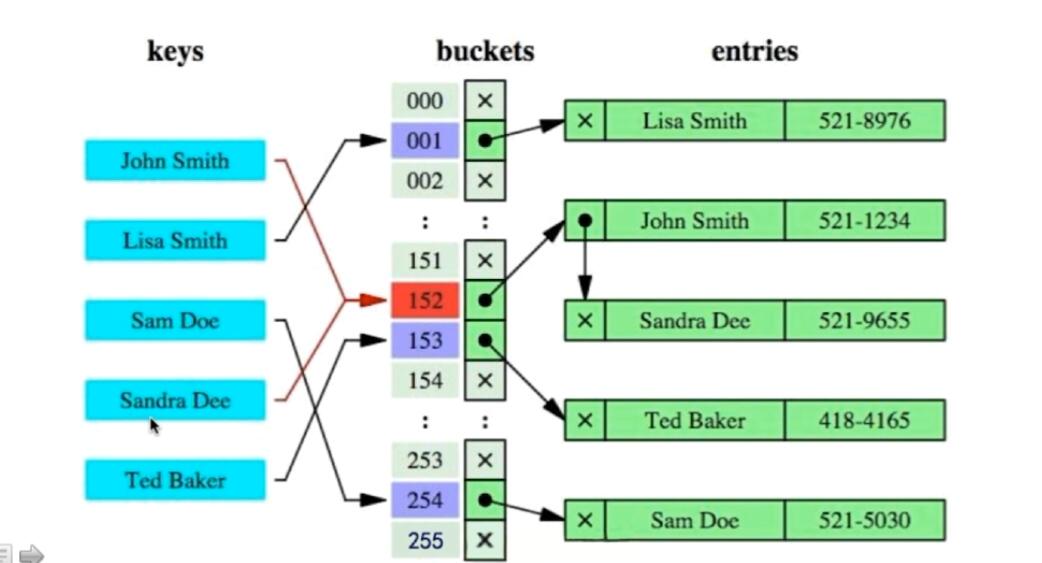 keys buckets entries
John Smith
Lisa Smith
Sam Doe
Sandra Dee
Ted Baker
000 ×
001
002 ×
: :
151 ×
152
153
154 ×
: :
253 ×
254
255 ×
× Lisa Smith 521-8976
John Smith 521-1234
× Sandra Dee 521-9655
× Ted Baker 418-4165
× Sam Doe 521-5030